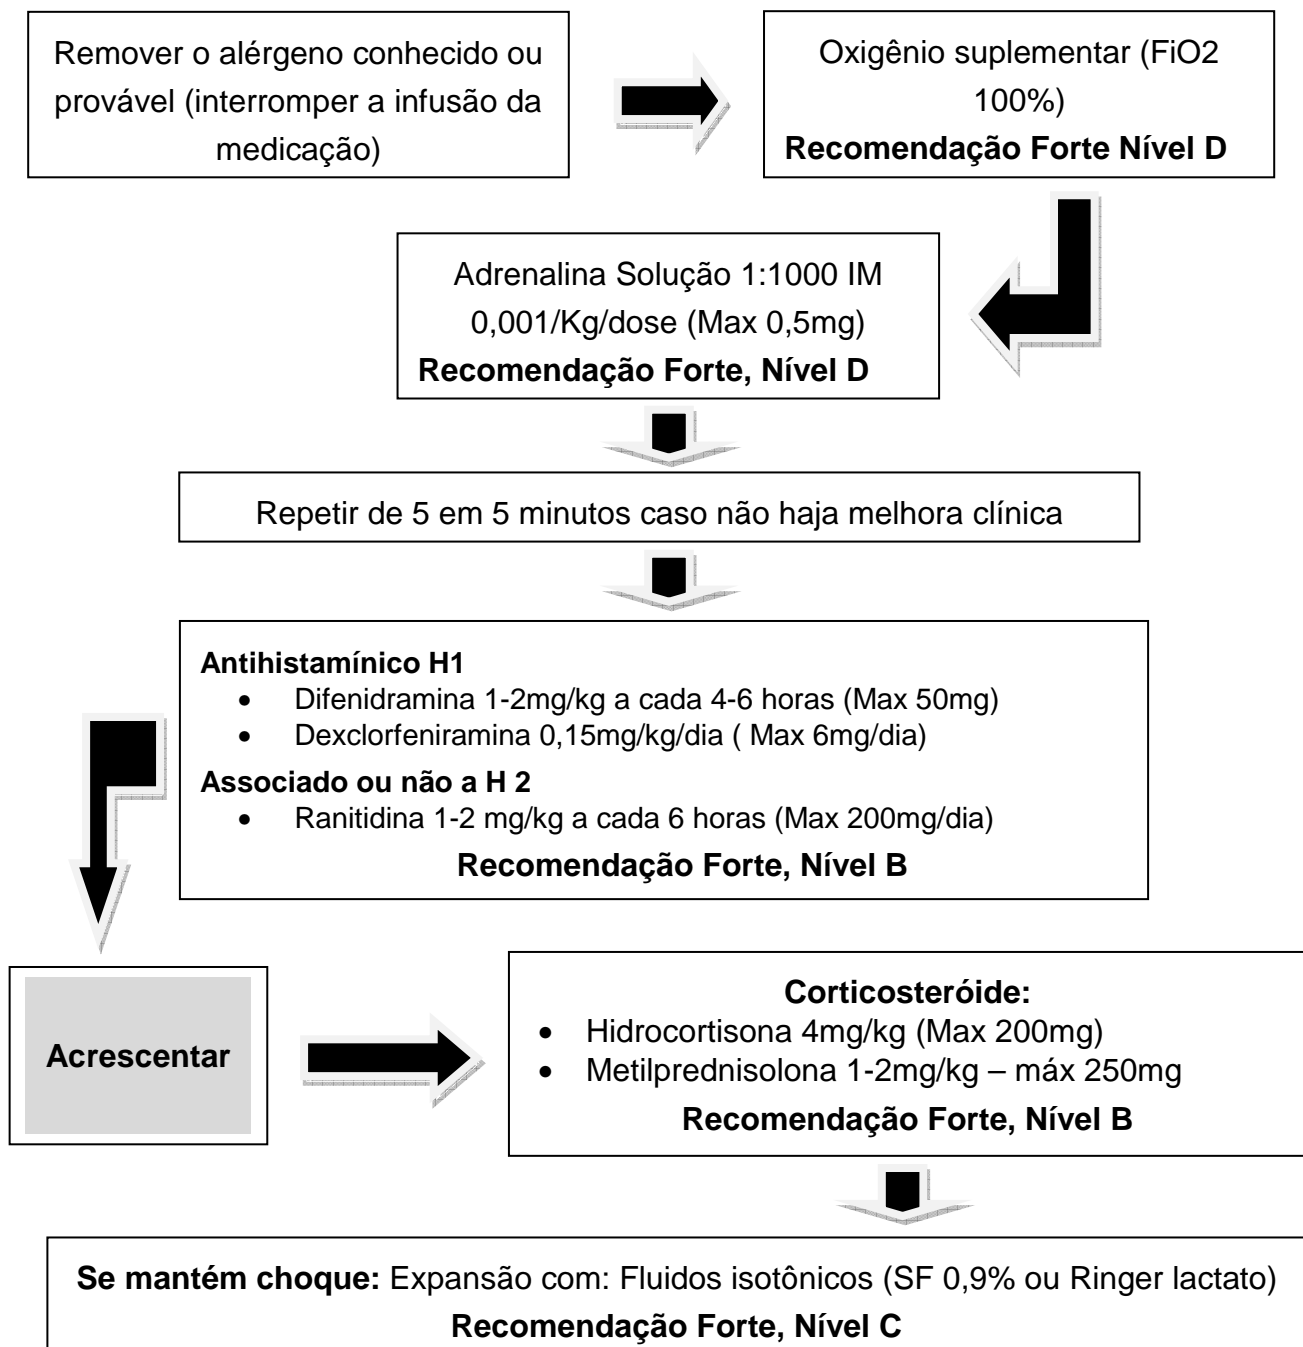 Remover o alérgeno conhecido ou
provável (interromper a infusão da
medicação)
Oxigênio suplementar (FiO2
100%)
Recomendação Forte Nível D
Adrenalina Solução 1:1000 IM
0,001/Kg/dose (Max 0,5mg)
Recomendação Forte, Nível D
Repetir de 5 em 5 minutos caso não haja melhora clínica
Antihistamínico H1
• Difenidramina 1-2mg/kg a cada 4-6 horas (Max 50mg)
• Dexclorfeniramina 0,15mg/kg/dia ( Max 6mg/dia)
Associado ou não a H 2
• Ranitidina 1-2 mg/kg a cada 6 horas (Max 200mg/dia)
Recomendação Forte, Nível B
Acrescentar
Corticosteróide:
• Hidrocortisona 4mg/kg (Max 200mg)
• Metilprednisolona 1-2mg/kg – máx 250mg
Recomendação Forte, Nível B
Se mantém choque: Expansão com: Fluidos isotônicos (SF 0,9% ou Ringer lactato)
Recomendação Forte, Nível C